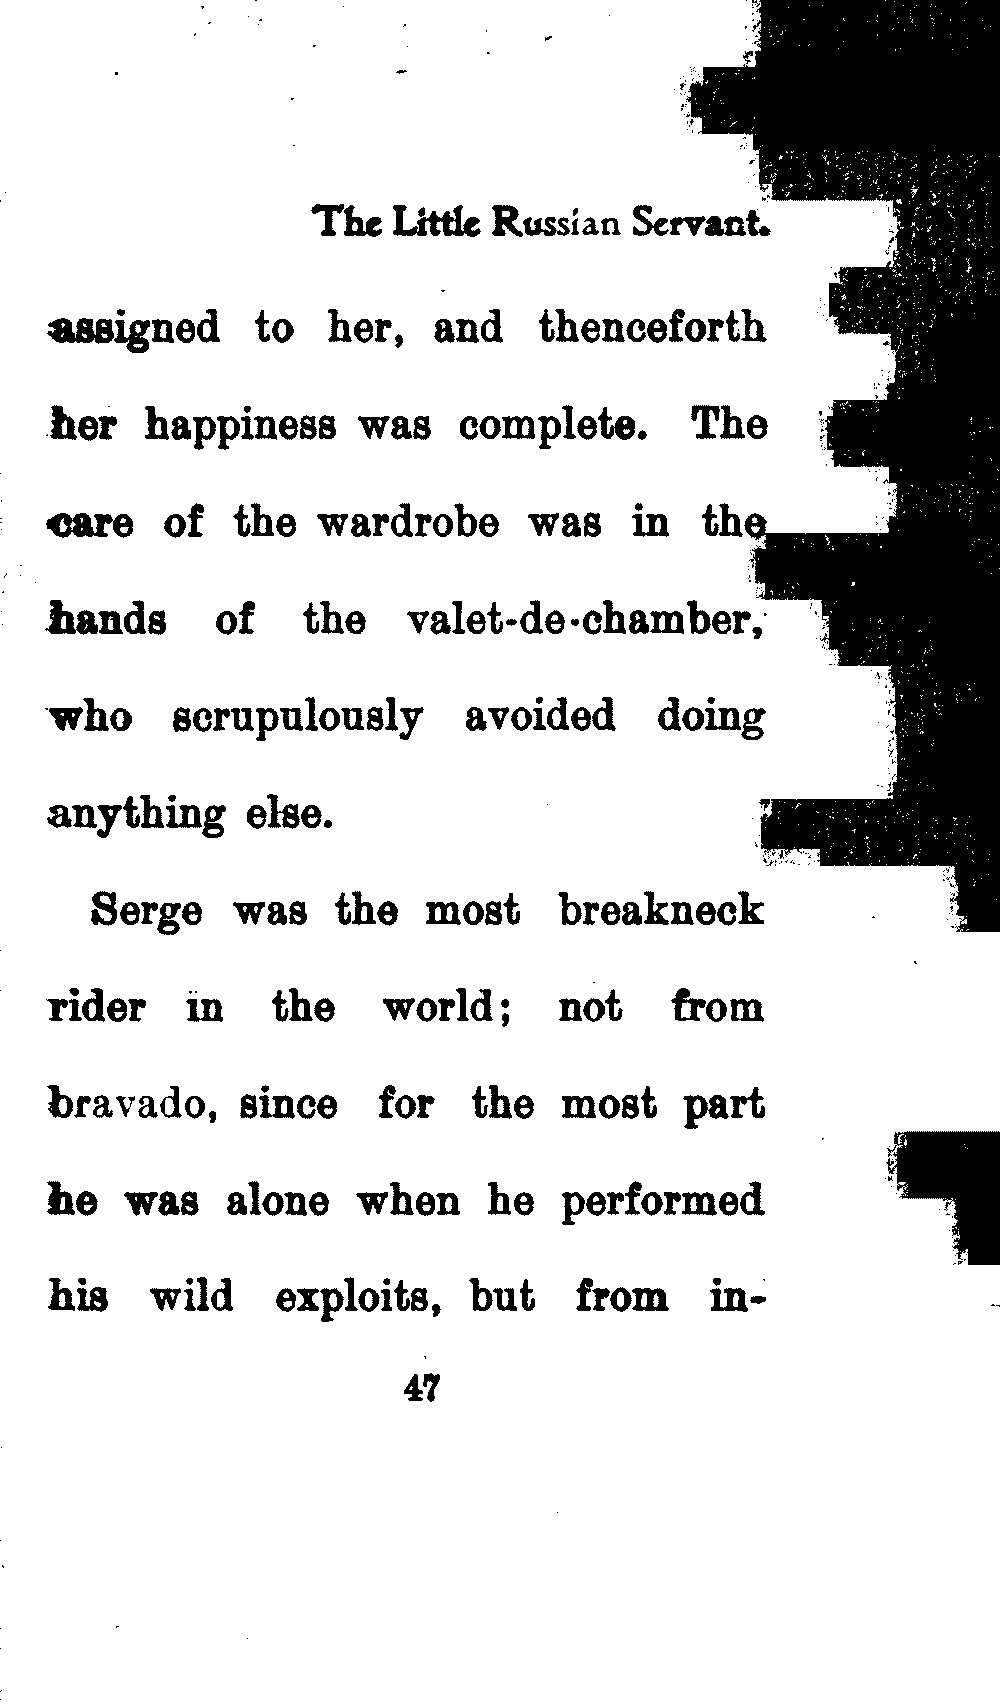 The Little Russian Servant.
assigned to her, and thenceforth
her happiness was complete. The
care of the wardrobe was in the
hands of the valet-de-chamber,
who scrupulously avoided doing
anything else.
Serge was the most breakneck
rider in the world; not from
bravado, since for the most part
he was alone when he performed
his wild exploits, but from in-
47